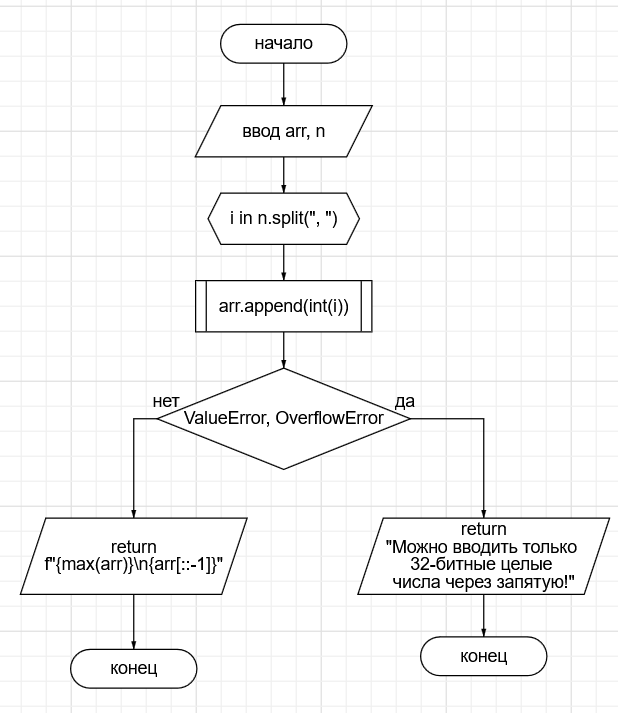 начало
ввод arr, n
i in n.split(", ")
arr.append(int(i))
нет
да
ValueError, OverflowError
return
f"{max(arr)}\n{arr[::-1]}"
return
"Можно вводить только
32-битные целые
числа через запятую!"
конец
конец